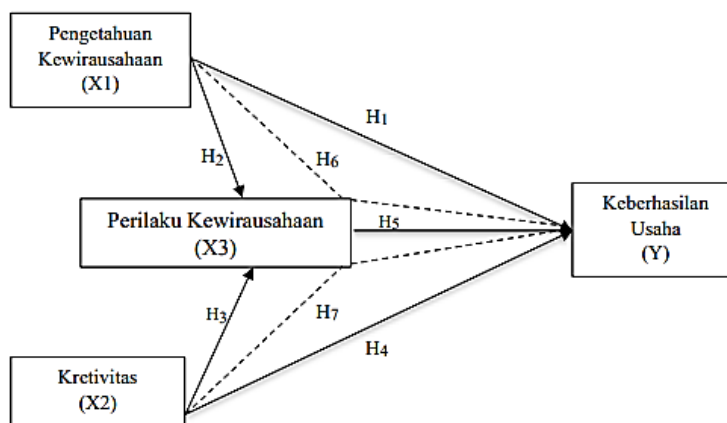 Pengetahuan
Kewirausahaan
(X1)
H1
H2
H6
Perilaku Kewirausahaan
(X3)
H5
Keberhasilan
Usaha
(Y)
H3
H7
H4
Kretivitas
(X2)